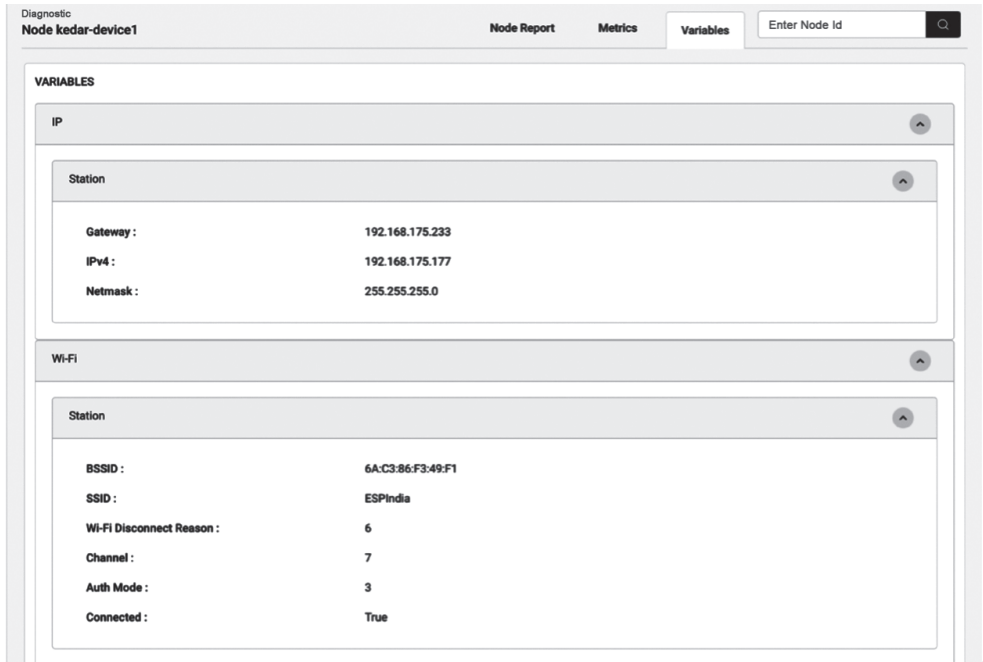 Diagnostic
Node kedar-device1
Node Report Metrics Variables Enter Node Id
VARIABLES
IP
Station
Gateway : 192.168.175.233
IPv4 : 192.168.175.177
Netmask : 255.255.255.0
Wi-Fi
Station
BSSID : 6A:C3:86:F3:49:F1
SSID : ESPIndia
Wi-Fi Disconnect Reason : 6
Channel : 7
Auth Mode : 3
Connected : True